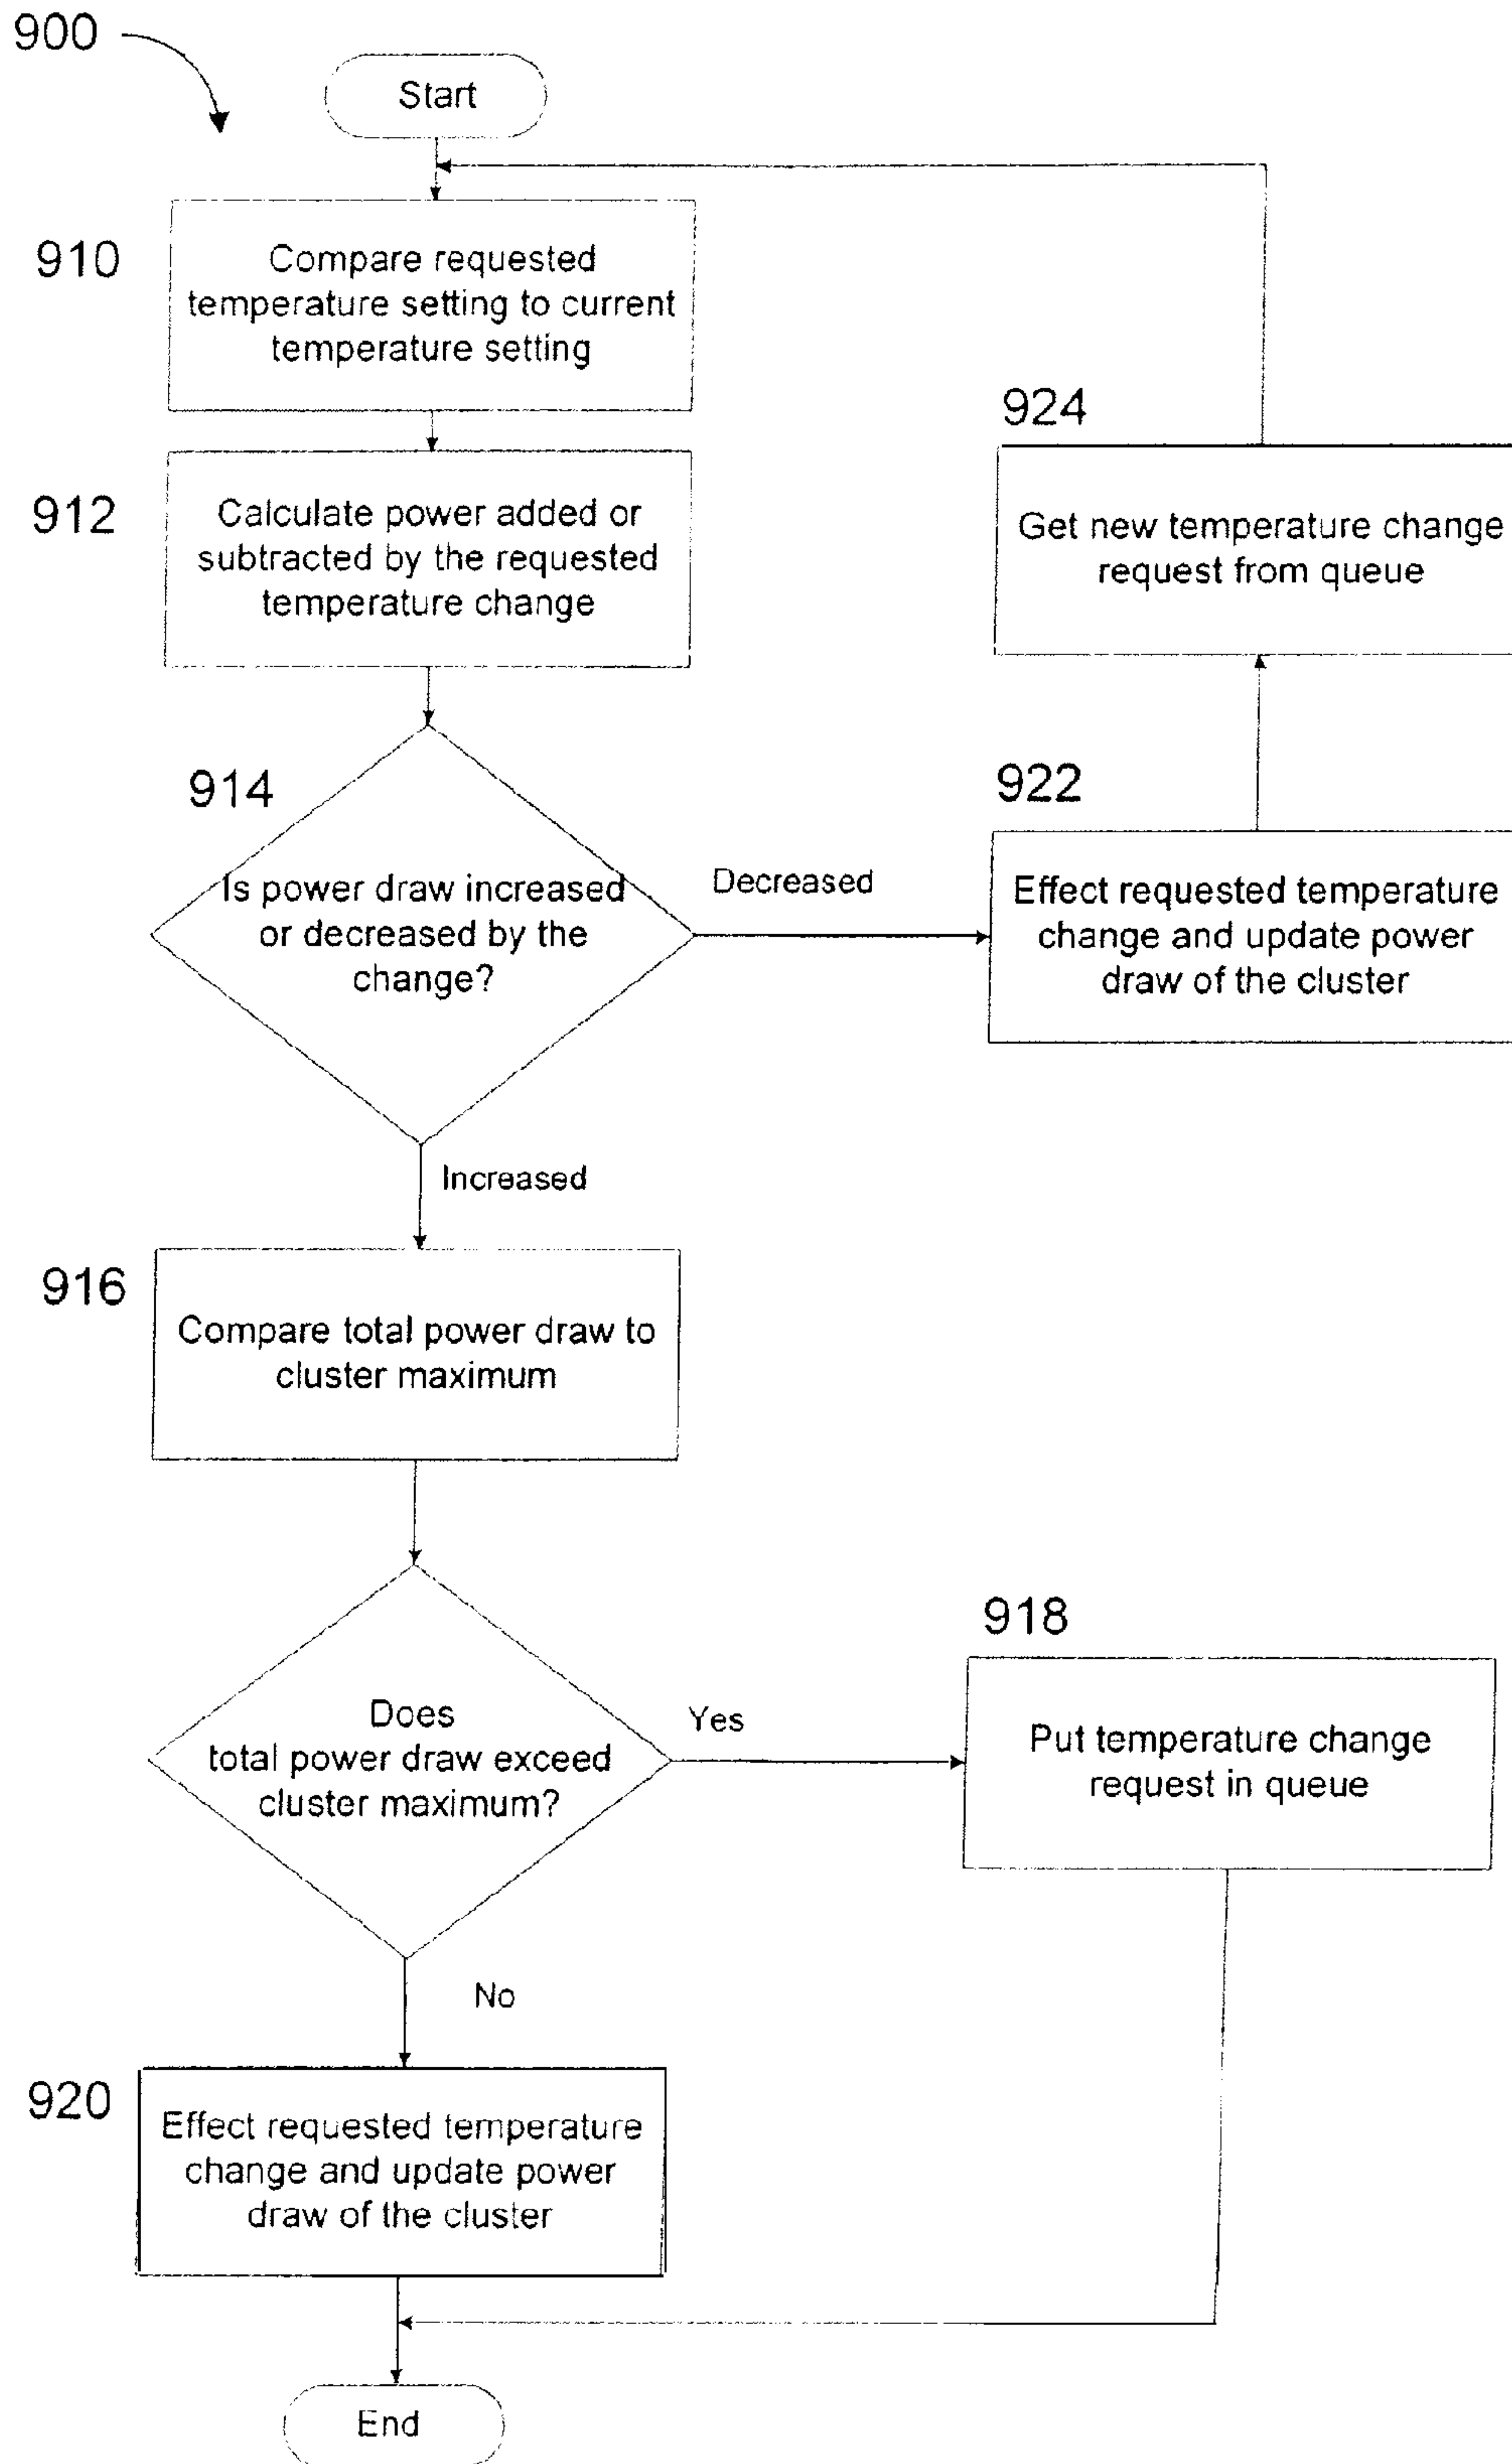 900
Start
910
Compare requested
temperature setting to current
temperature setting
924
912
Calculate power added or
subtracted by the requested
temperature change
Get new temperature change
request from queue
914
922
Is power draw increased
or decreased by the
change?
Decreased
Effect requested temperature
change and update power
draw of the cluster
Increased
916
Compare total power draw to
cluster maximum
918
Does
total power draw exceed
cluster maximum?
Yes
Put temperature change
request in queue
No
920
Effect requested temperature
change and update power
draw of the cluster
End